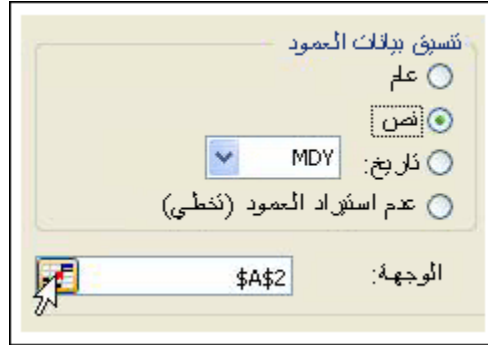 تنسيق بيانات العمود
عام
نص
تاريخ: MDY
عدم استيراد العمود (تخطي)
الوجهة: $A$2